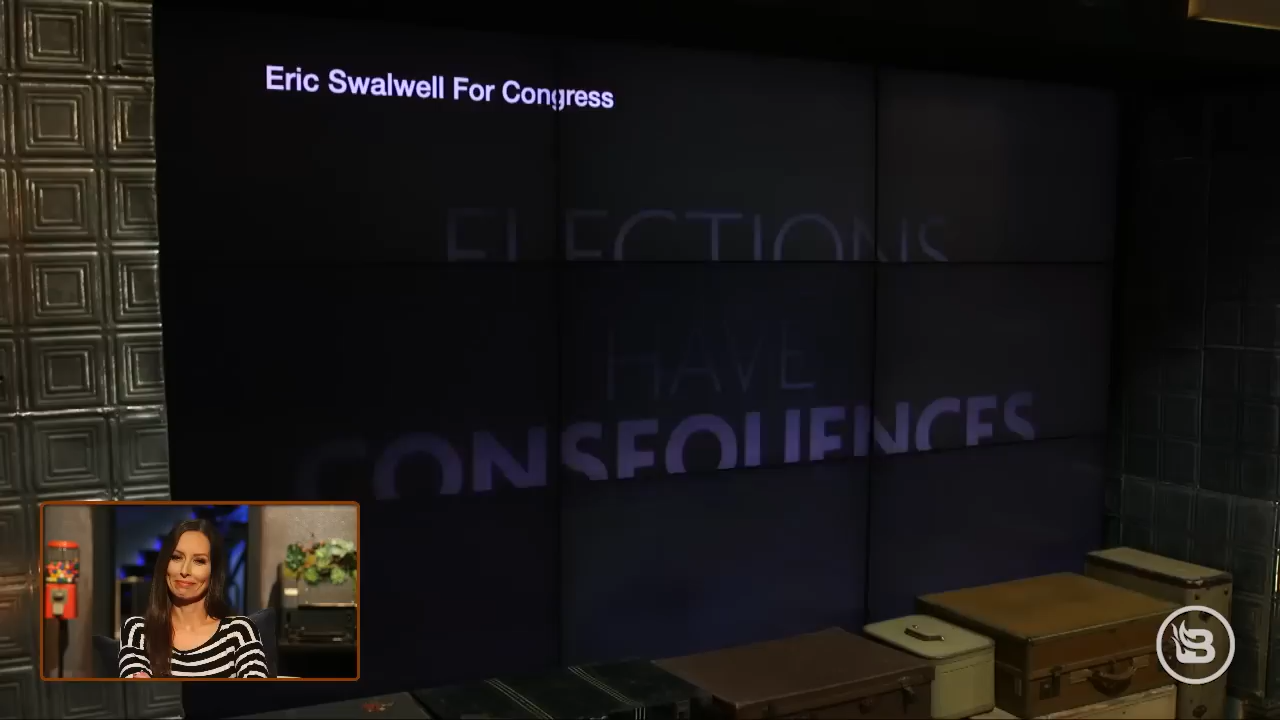 Eric Swalwell For Congress
ELECTIONS
HAVE
CONSEQUENCES
B